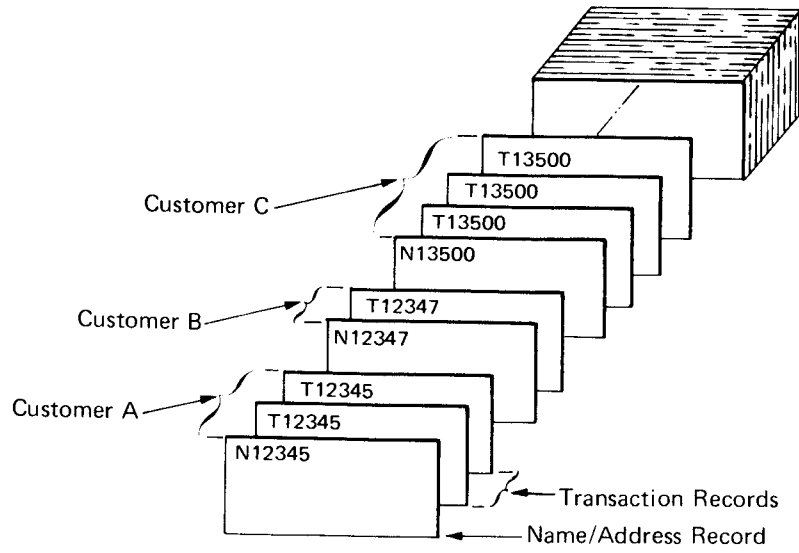 T13500
T13500
Customer C
T13500
N13500
T12347
Customer B
N12347
T12345
Customer A
T12345
N12345
Transaction Records
Name/Address Record